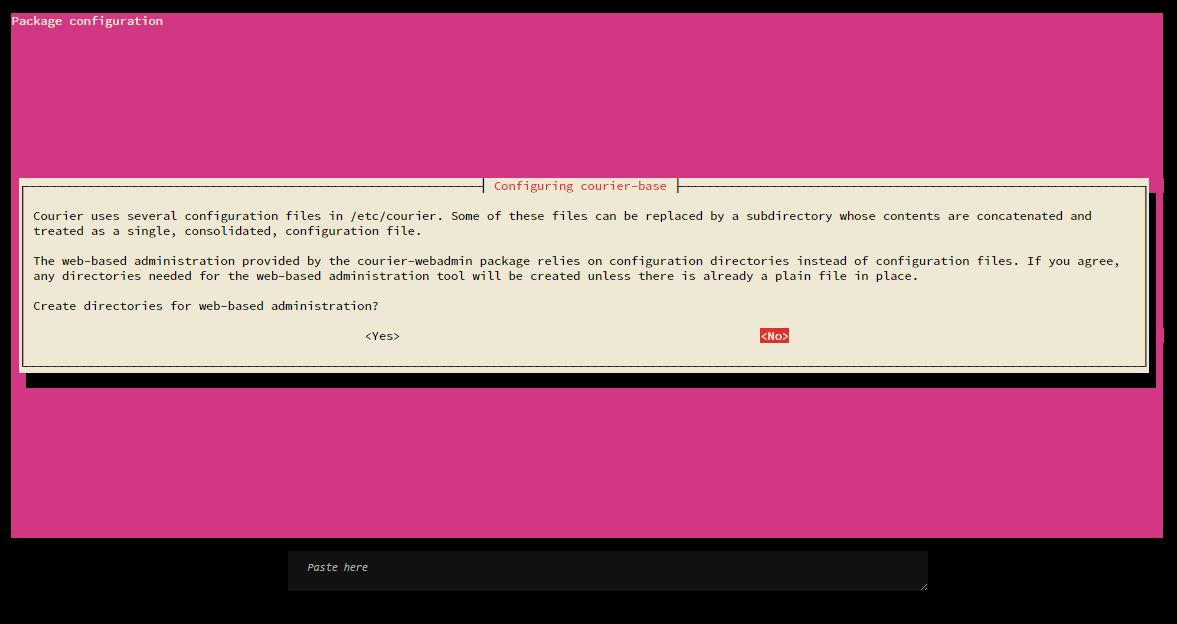 Package configuration
Configuring courier-base
Courier uses several configuration files in /etc/courier. Some of these files can be replaced by a subdirectory whose contents are concatenated and
treated as a single, consolidated, configuration file.
The web-based administration provided by the courier-webadmin package relies on configuration directories instead of configuration files. If you agree,
any directories needed for the web-based administration tool will be created unless there is already a plain file in place.
Create directories for web-based administration?
<Yes> <No>
Paste here